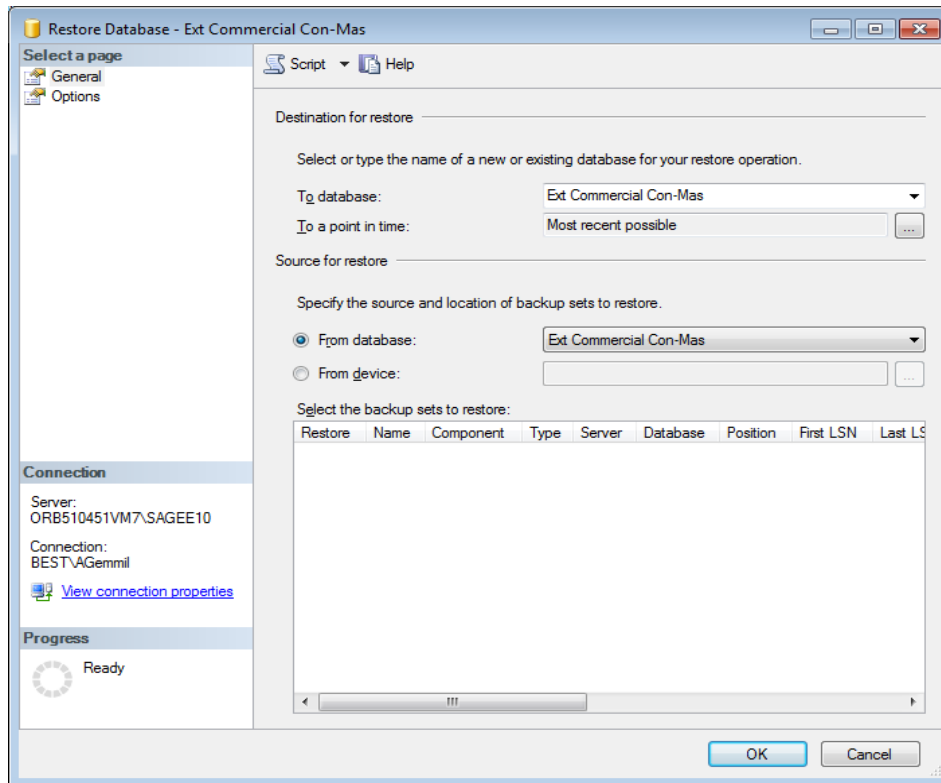 Restore Database - Ext Commercial Con-Mas
Select a page
General
Options
Script
Help
Destination for restore
Select or type the name of a new or existing database for your restore operation.
To database:
Ext Commercial Con-Mas
To a point in time:
Most recent possible
...
Source for restore
Specify the source and location of backup sets to restore.
From database:
Ext Commercial Con-Mas
From device:
...
Select the backup sets to restore:
Restore Name Component Type Server Database Position First LSN Last LS
Connection
Server:
ORB510451VM7\SAGEE10
Connection:
BEST\AGemmil
View connection properties
Progress
Ready
OK
Cancel